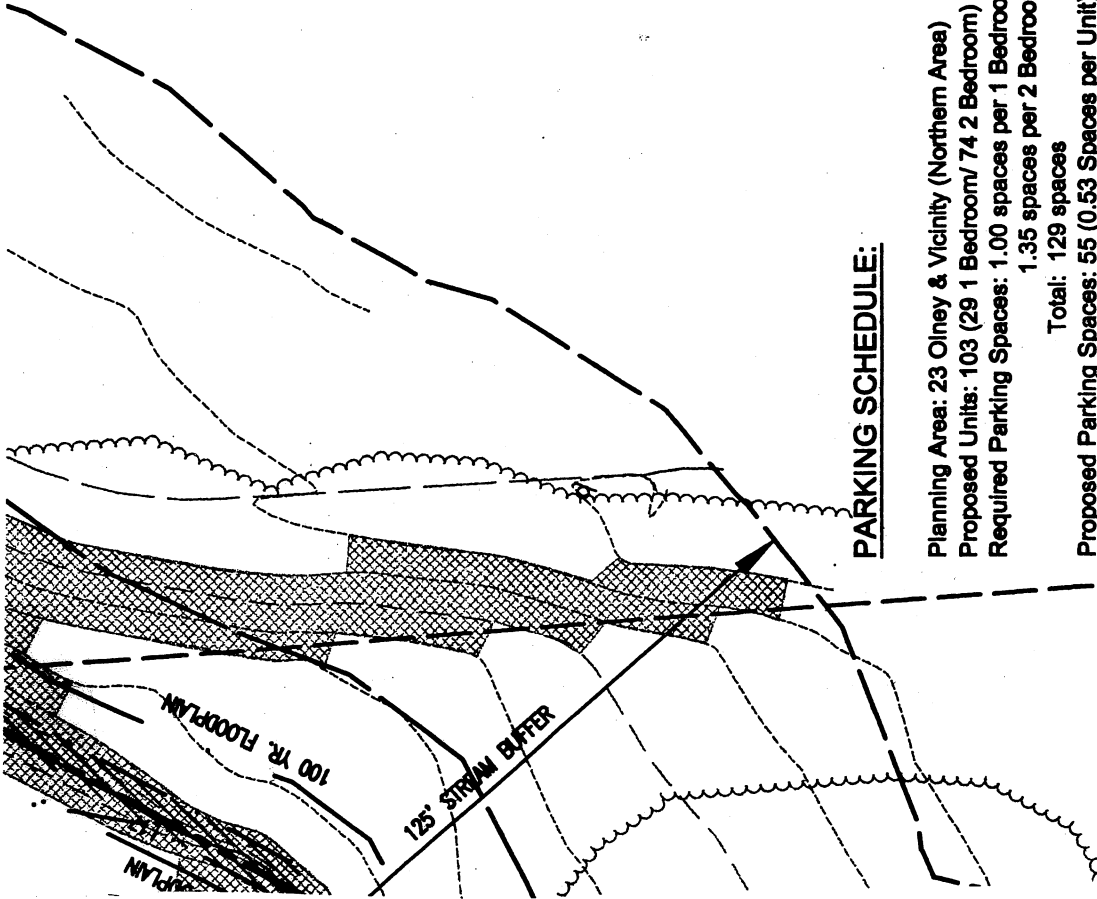 100 YR. FLOODPLAIN
125' STREAM BUFFER
PARKING SCHEDULE:
Planning Area: 23 Olney & Vicinity (Northern Area)
Proposed Units: 103 (29 1 Bedroom/ 74 2 Bedroom)
Required Parking Spaces: 1.00 spaces per 1 Bedroo
1.35 spaces per 2 Bedroo
Total: 129 spaces
Proposed Parking Spaces: 55 (0.53 Spaces per Unit)